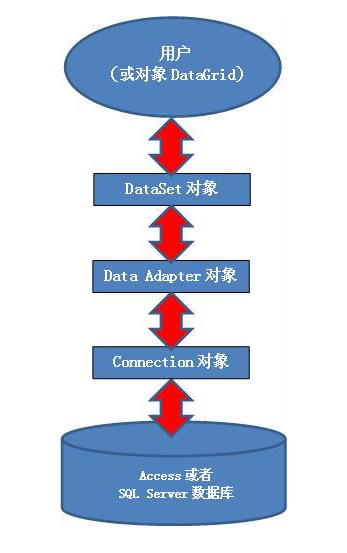 用户
(或对象 DataGrid)
DataSet 对象
Data Adapter 对象
Connection 对象
Access 或者
SQL Server 数据库